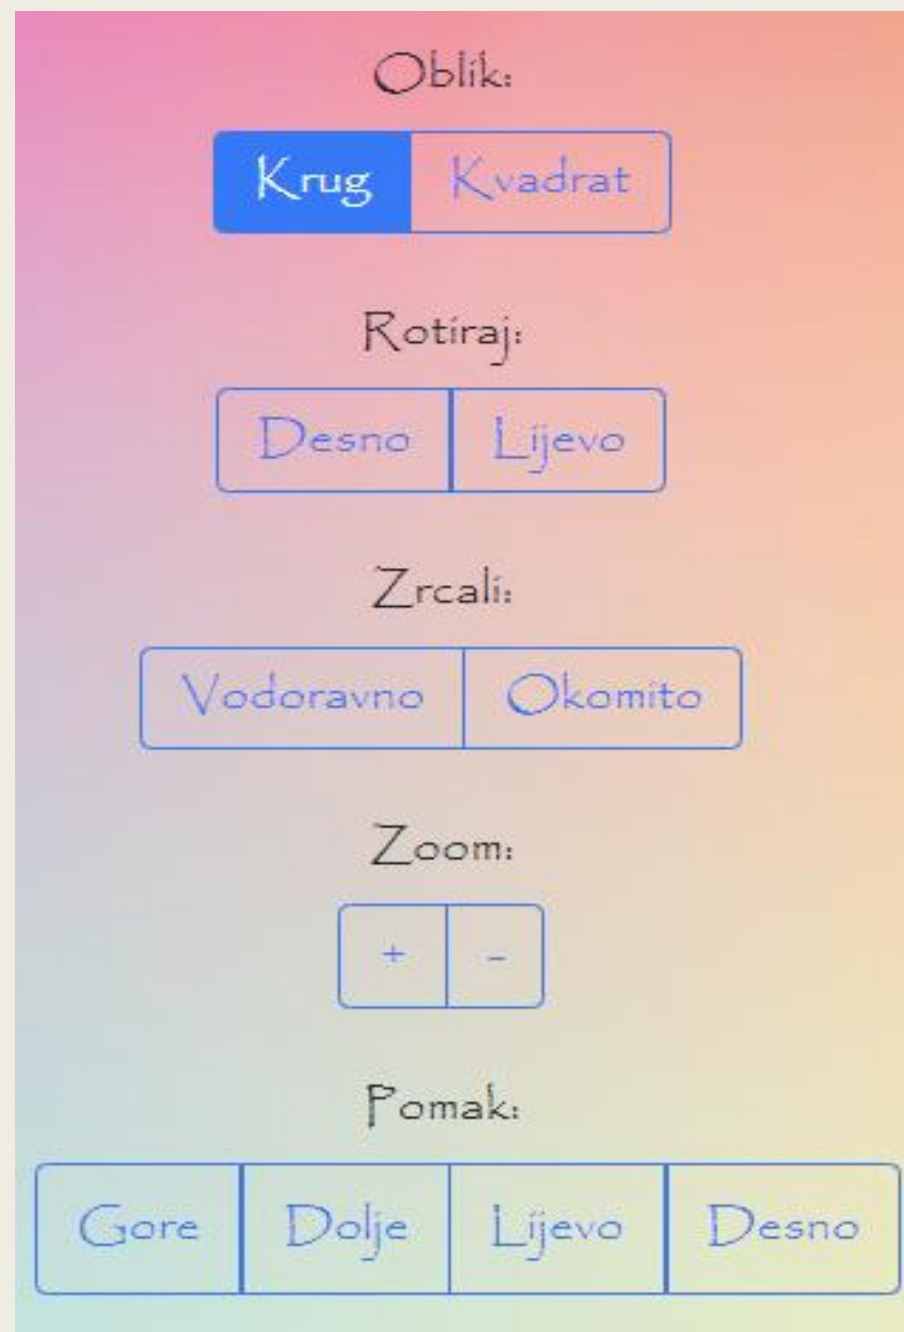 Oblik:
Krug Kvadrat
Rotiraj:
Desno Lijevo
Zrcali:
Vodoravno Okomito
Zoom:
+ -
Pomak:
Gore Dolje Lijevo Desno